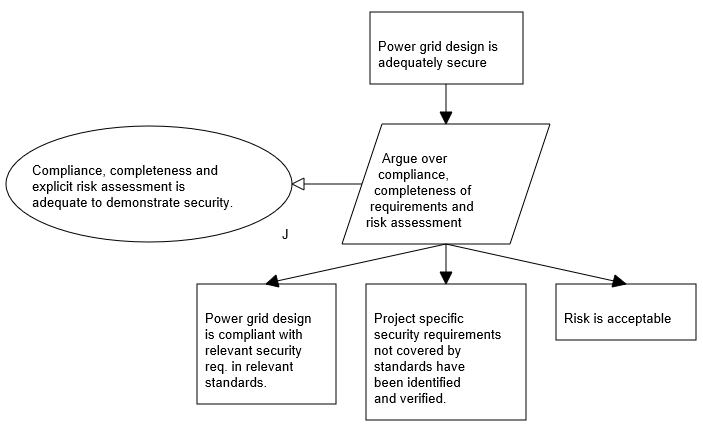 Power grid design is
adequately secure
Compliance, completeness and
explicit risk assessment is
adequate to demonstrate security.
J
Argue over
compliance,
completeness of
requirements and
risk assessment
Power grid design
is compliant with
relevant security
req. in relevant
standards.
Project specific
security requirements
not covered by
standards have
been identified
and verified.
Risk is acceptable